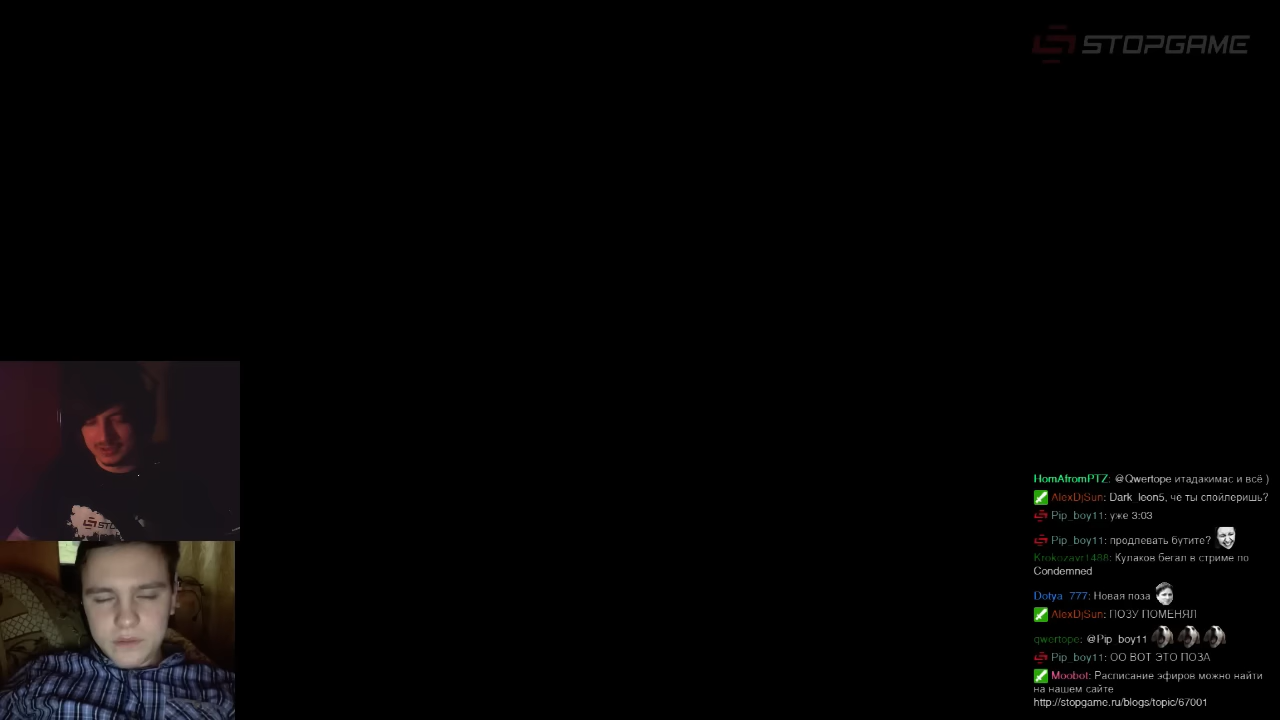 STOPGAME
HomAfromPTZ: @Qwertope итадакимас и всё )
AlexDjSun: Dark_leon5, че ты спойлеришь?
Pip_boy11: уже 3:03
Pip_boy11: продлевать бутите?
Krokozavr1488: Кулаков бегал в стриме по
Condemned
Dotya_777: Новая поза
AlexDjSun: ПОЗУ ПОМЕНЯЛ
qwertope: @Pip_boy11
Pip_boy11: ОО ВОТ ЭТО ПОЗА
Moobot: Расписание эфиров можно найти
на нашем сайте
http://stopgame.ru/blogs/topic/67001